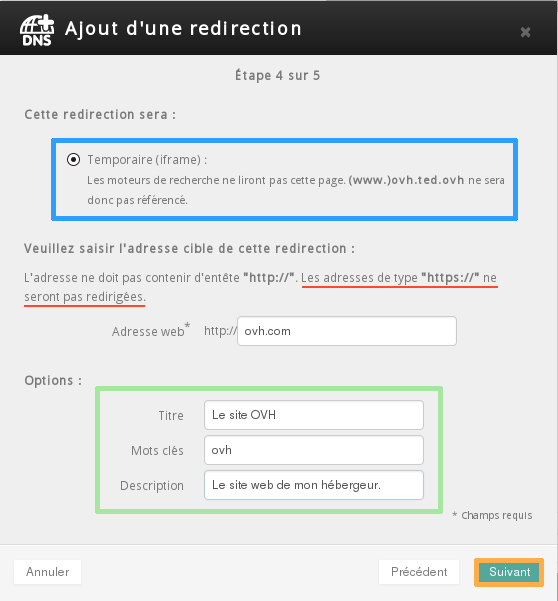 DNS
Ajout d'une redirection
×
Étape 4 sur 5
Cette redirection sera :
Temporaire (iframe) :
Les moteurs de recherche ne liront pas cette page. (www.)ovh.ted.ovh ne sera
donc pas référencé.
Veuillez saisir l'adresse cible de cette redirection :
L'adresse ne doit pas contenir d'entête "http://". Les adresses de type "https://" ne
seront pas redirigées.
Adresse web* http:// ovh.com
Options :
Titre Le site OVH
Mots clés ovh
Description Le site web de mon hébergeur.
* Champs requis
Annuler Précédent Suivant